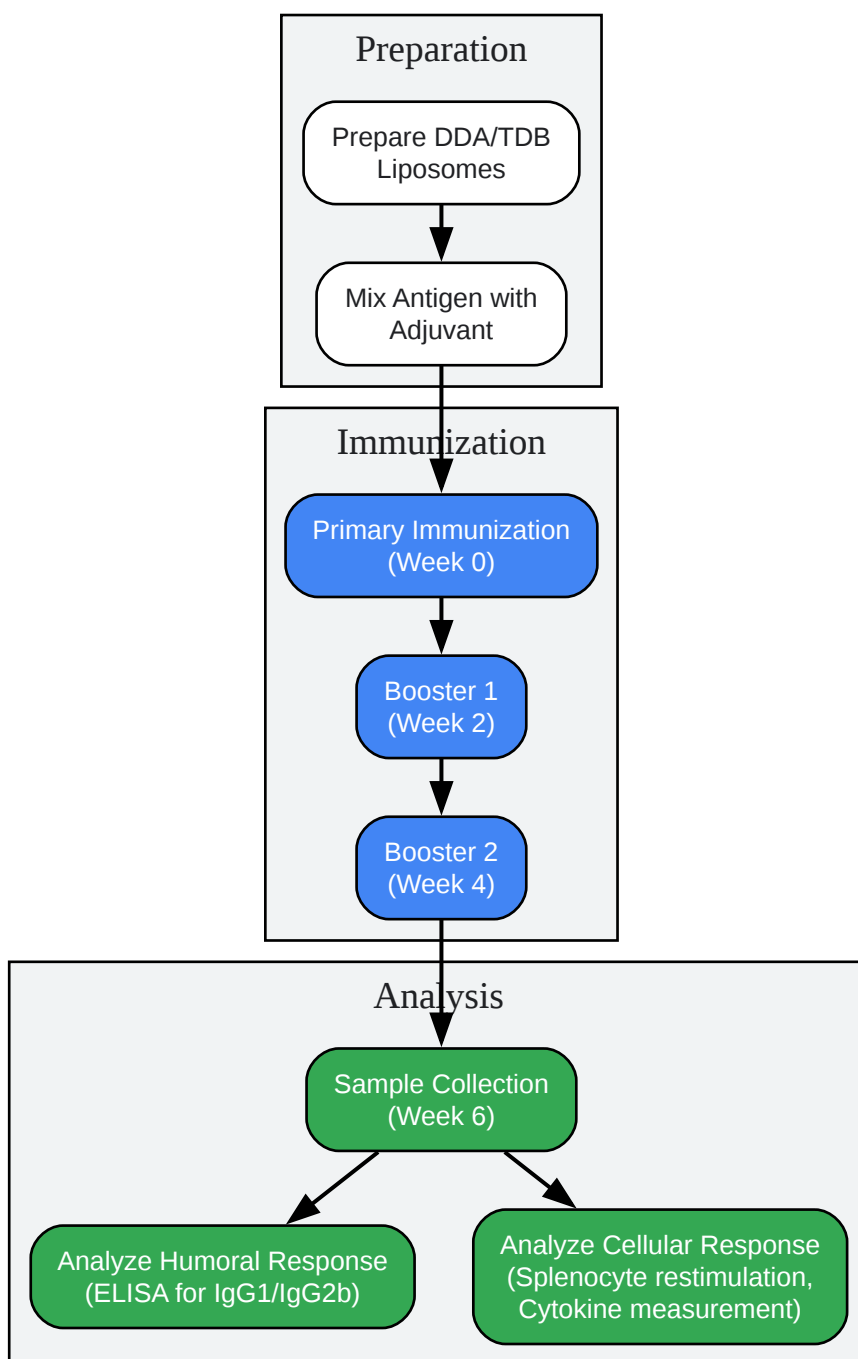 Preparation
Prepare DDA/TDB
Liposomes
Mix Antigen with
Adjuvant
Immunization
Primary Immunization
(Week 0)
Booster 1
(Week 2)
Booster 2
(Week 4)
Analysis
Sample Collection
(Week 6)
Analyze Humoral Response
(ELISA for IgG1/IgG2b)
Analyze Cellular Response
(Splenocyte restimulation,
Cytokine measurement)